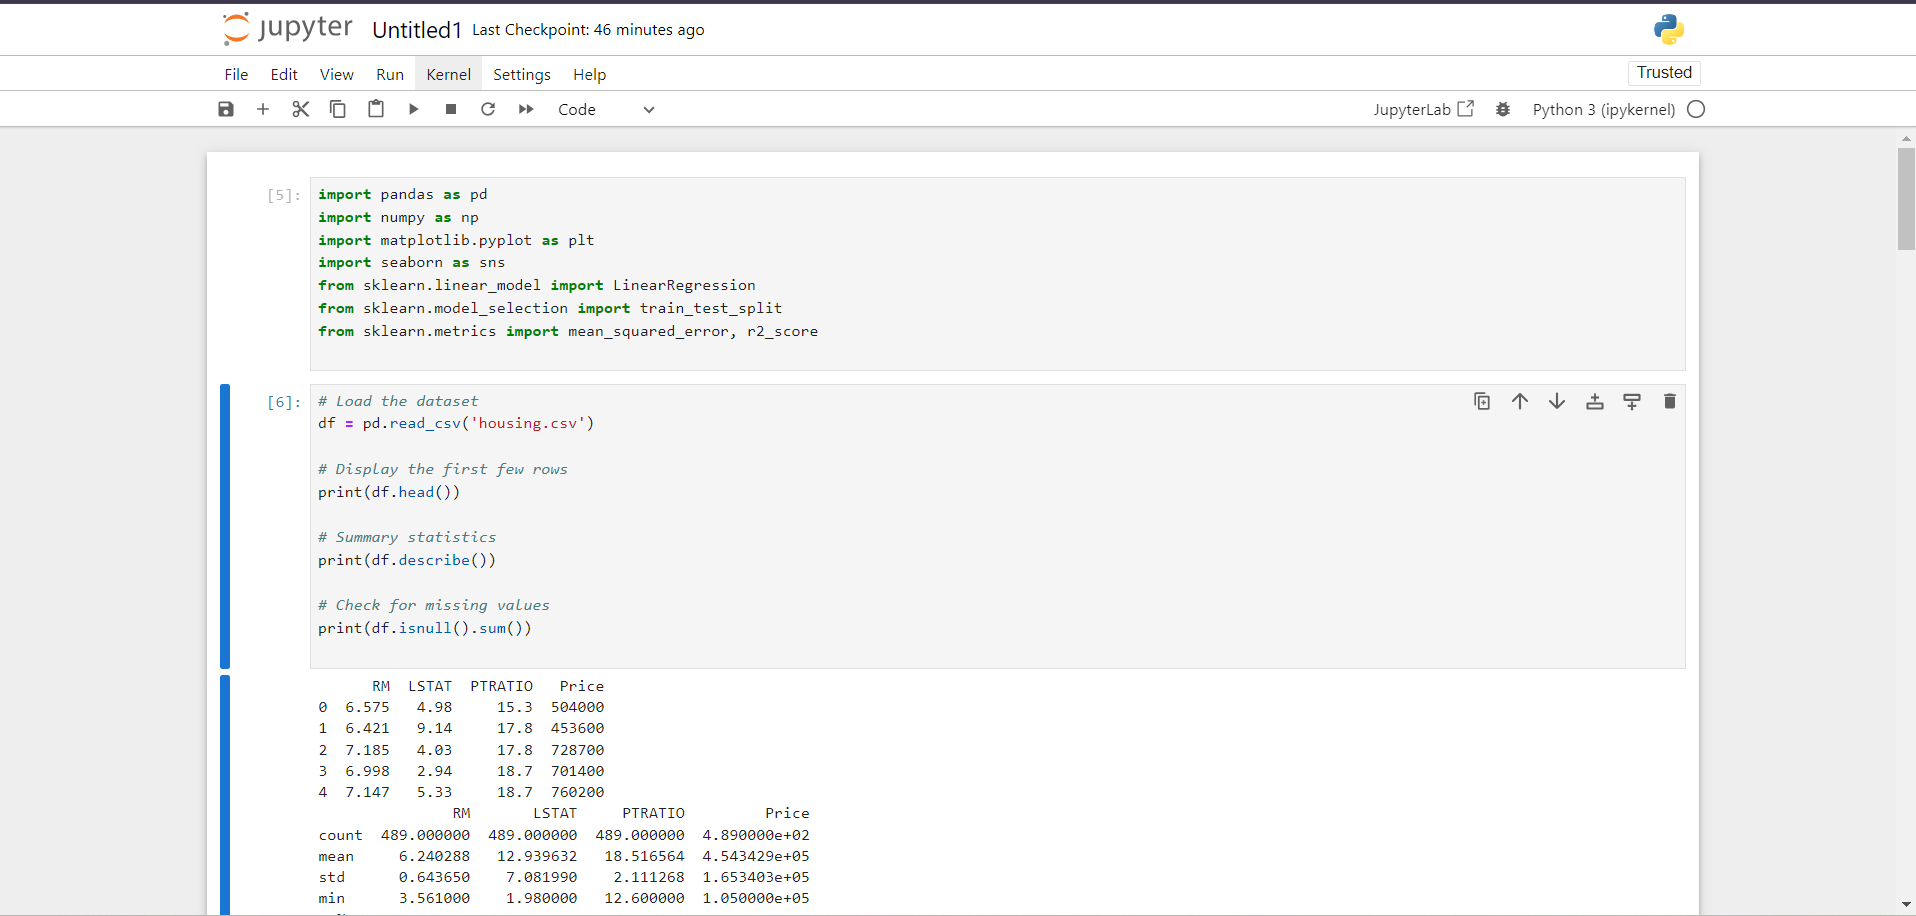 jupyter Untitled1 Last Checkpoint: 46 minutes ago
File Edit View Run Kernel Settings Help Trusted
Code JupyterLab Python 3 (ipykernel)
[5]: import pandas as pd
import numpy as np
import matplotlib.pyplot as plt
import seaborn as sns
from sklearn.linear_model import LinearRegression
from sklearn.model_selection import train_test_split
from sklearn.metrics import mean_squared_error, r2_score
[6]: # Load the dataset
df = pd.read_csv('housing.csv')
# Display the first few rows
print(df.head())
# Summary statistics
print(df.describe())
# Check for missing values
print(df.isnull().sum())
RM LSTAT PTRATIO Price
0 6.575 4.98 15.3 504000
1 6.421 9.14 17.8 453600
2 7.185 4.03 17.8 728700
3 6.998 2.94 18.7 701400
4 7.147 5.33 18.7 760200
RM LSTAT PTRATIO Price
count 489.000000 489.000000 489.000000 4.890000e+02
mean 6.240288 12.939632 18.516564 4.543429e+05
std 0.643650 7.081990 2.111268 1.653403e+05
min 3.561000 1.980000 12.600000 1.050000e+05